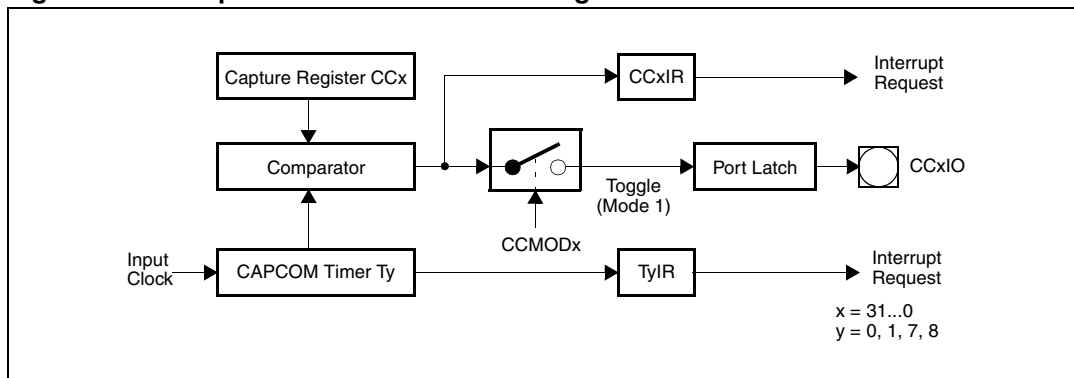 Capture Register CCx
CCxIR
Interrupt
Request
Comparator
Port Latch
CCxIO
Toggle
(Mode 1)
CCMODx
Input
Clock
CAPCOM Timer Ty
TyIR
Interrupt
Request
x = 31...0
y = 0, 1, 7, 8